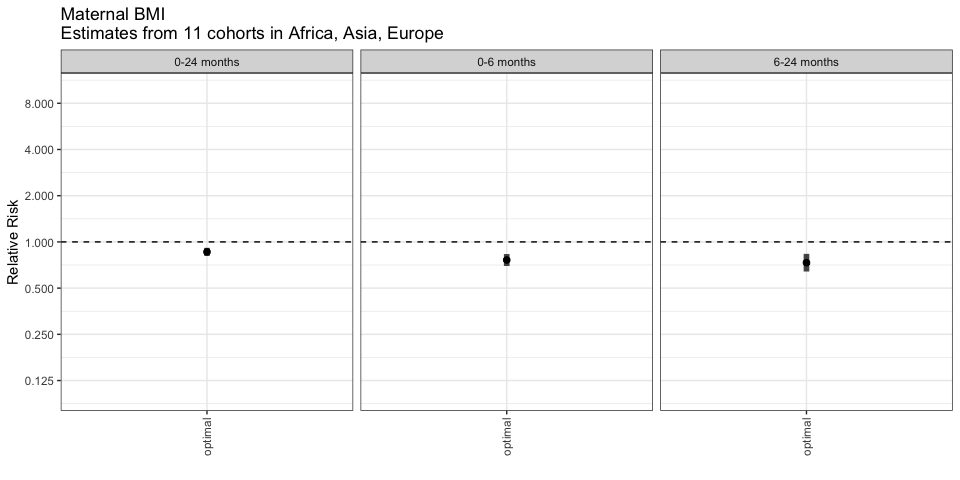 Maternal BMI
Estimates from 11 cohorts in Africa, Asia, Europe
0-24 months
0-6 months
6-24 months
Relative Risk
8.000
4.000
2.000
1.000
0.500
0.250
0.125
optimal
optimal
optimal